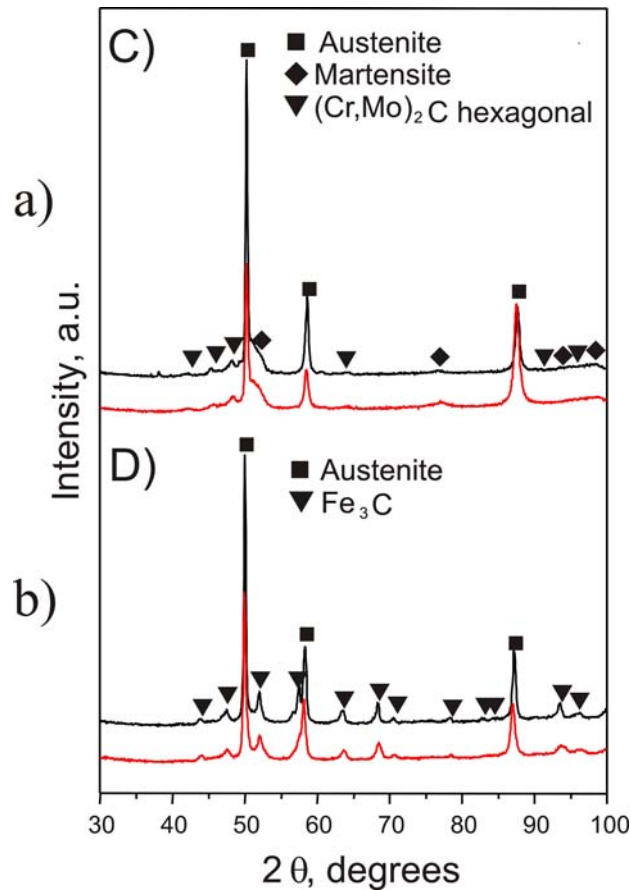 C)
Austenite
Martensite
(Cr,Mo)₂C hexagonal
a)
Intensity, a.u.
D)
Austenite
Fe₃C
b)
30 40 50 60 70 80 90 100
2 θ, degrees